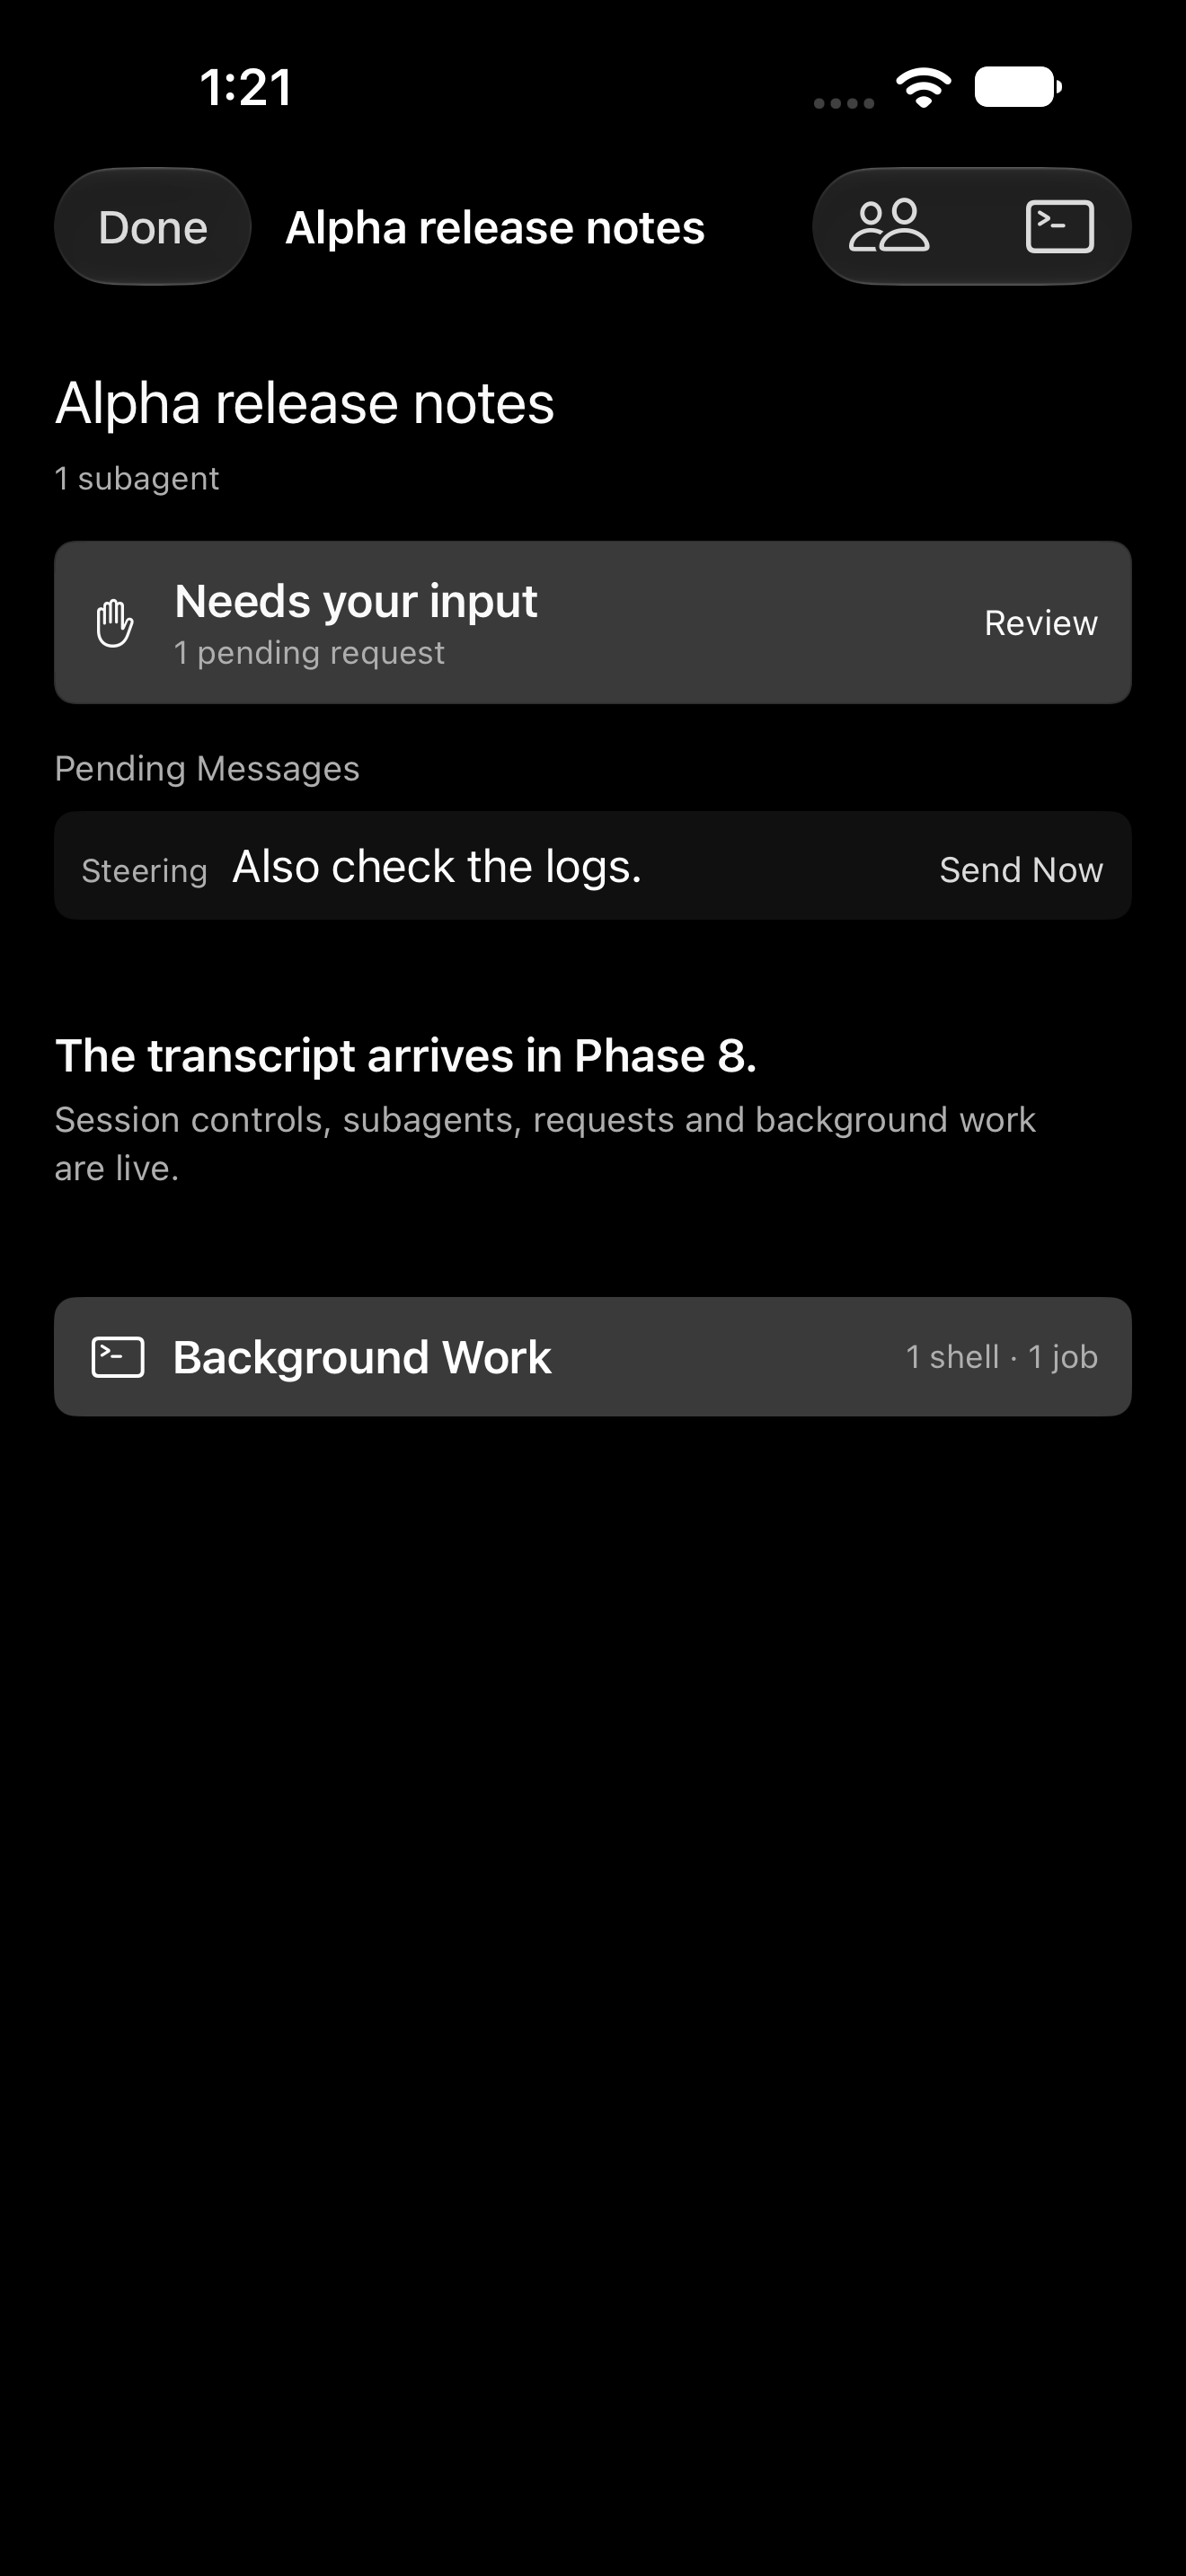 1:21
Done
Alpha release notes
Alpha release notes
1 subagent
Needs your input
1 pending request
Review
Pending Messages
Steering Also check the logs. Send Now
The transcript arrives in Phase 8.
Session controls, subagents, requests and background work
are live.
Background Work 1 shell · 1 job